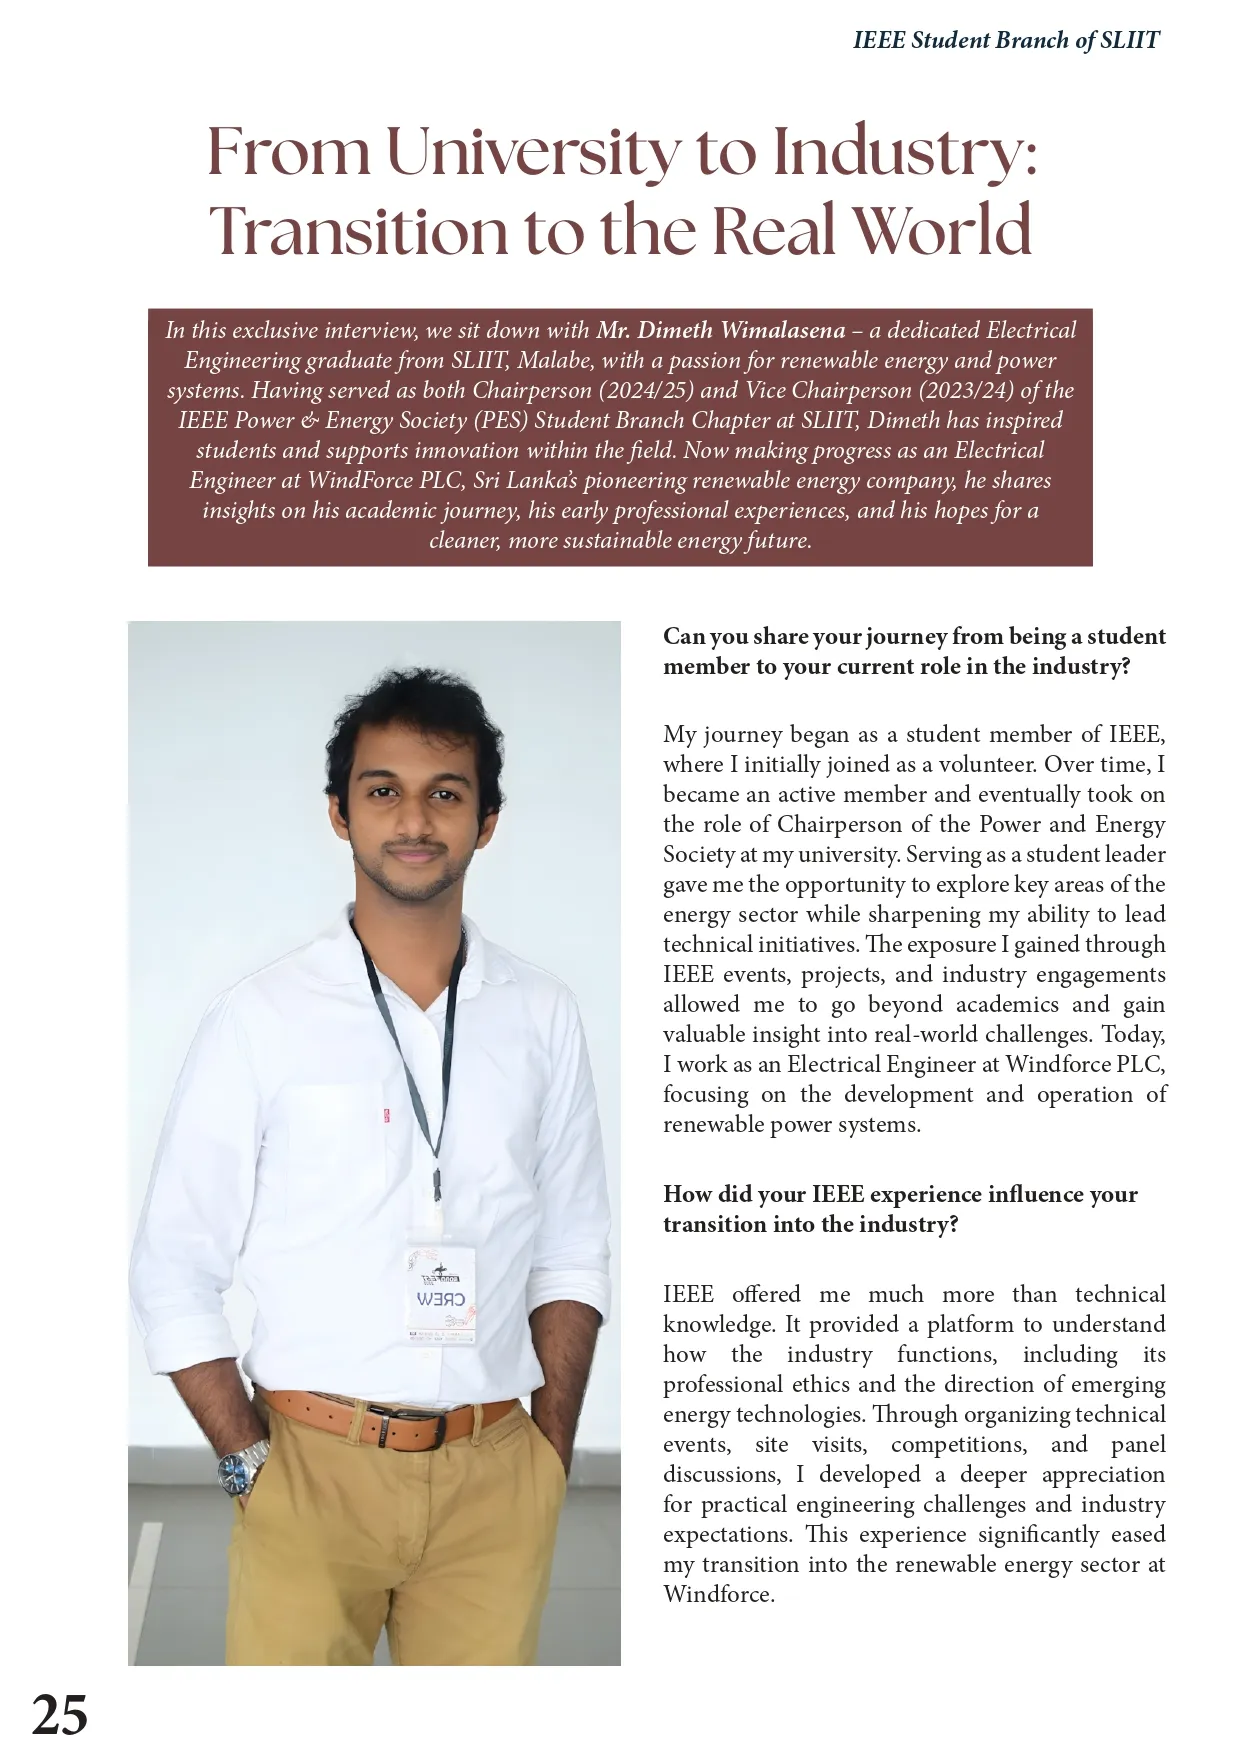 IEEE Student Branch of SLIIT
From University to Industry:
Transition to the Real World
In this exclusive interview, we sit down with Mr. Dimeth Wimalasena – a dedicated Electrical
Engineering graduate from SLIIT, Malabe, with a passion for renewable energy and power
systems. Having served as both Chairperson (2024/25) and Vice Chairperson (2023/24) of the
IEEE Power & Energy Society (PES) Student Branch Chapter at SLIIT, Dimeth has inspired
students and supports innovation within the field. Now making progress as an Electrical
Engineer at WindForce PLC, Sri Lanka's pioneering renewable energy company, he shares
insights on his academic journey, his early professional experiences, and his hopes for a
cleaner, more sustainable energy future.
CREW
Can you share your journey from being a student
member to your current role in the industry?
My journey began as a student member of IEEE,
where I initially joined as a volunteer. Over time, I
became an active member and eventually took on
the role of Chairperson of the Power and Energy
Society at my university. Serving as a student leader
gave me the opportunity to explore key areas of the
energy sector while sharpening my ability to lead
technical initiatives. The exposure I gained through
IEEE events, projects, and industry engagements
allowed me to go beyond academics and gain
valuable insight into real-world challenges. Today,
I work as an Electrical Engineer at Windforce PLC,
focusing on the development and operation of
renewable power systems.
How did your IEEE experience influence your
transition into the industry?
IEEE offered me much more than technical
knowledge. It provided a platform to understand
how the industry functions, including its
professional ethics and the direction of emerging
energy technologies. Through organizing technical
events, site visits, competitions, and panel
discussions, I developed a deeper appreciation
for practical engineering challenges and industry
expectations. This experience significantly eased
my transition into the renewable energy sector at
Windforce.
25